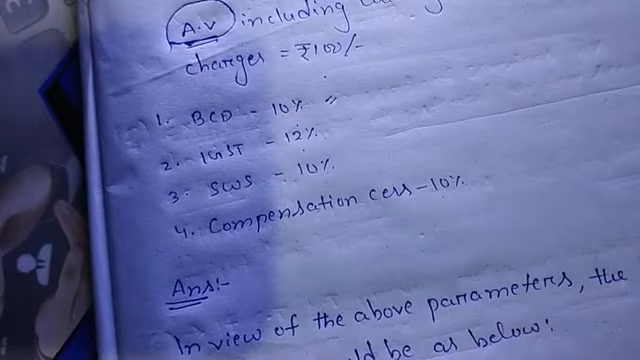 A.V including
charges = ₹100/-
1. BCD - 10%
2. IGST - 12%
3. SWS - 10%
4. Compensation cess - 10%
Ans:-
In view of the above parameters, the
be as below: